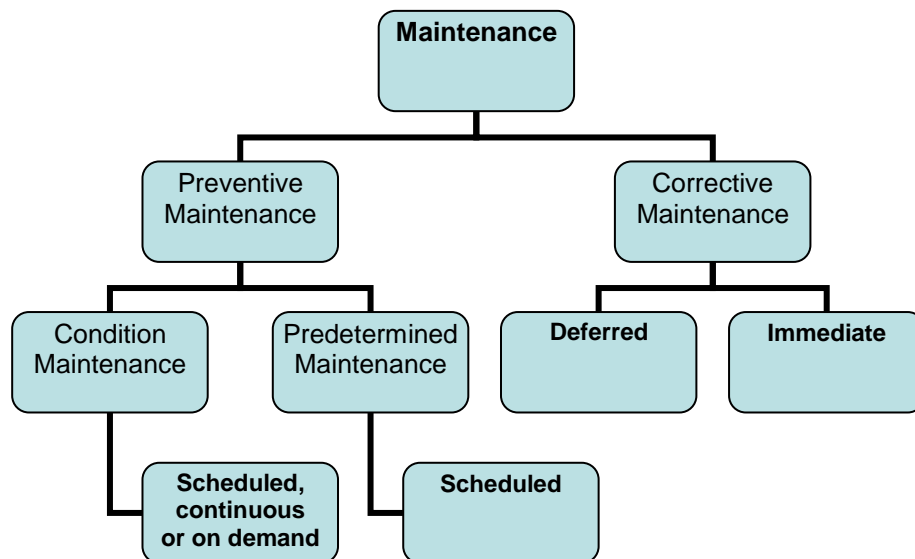 Maintenance
Preventive
Maintenance
Corrective
Maintenance
Condition
Maintenance
Predetermined
Maintenance
Deferred
Immediate
Scheduled,
continuous
or on demand
Scheduled